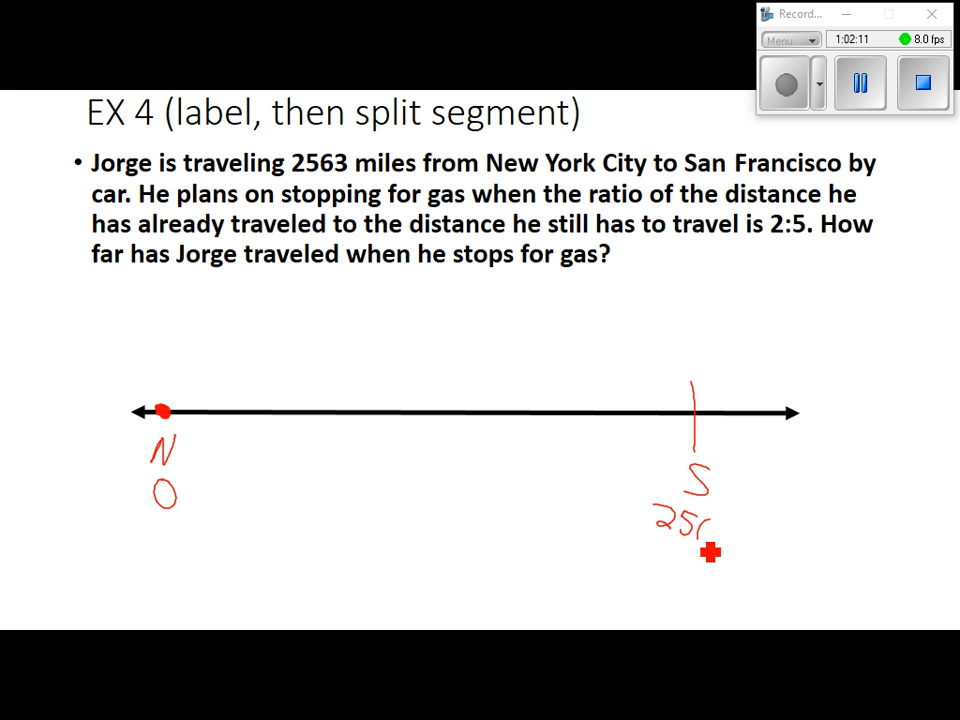 Record...
Menu
1:02:11
8.0 fps
EX 4 (label, then split segment)
• Jorge is traveling 2563 miles from New York City to San Francisco by
car. He plans on stopping for gas when the ratio of the distance he
has already traveled to the distance he still has to travel is 2:5. How
far has Jorge traveled when he stops for gas?
N
S
0
25